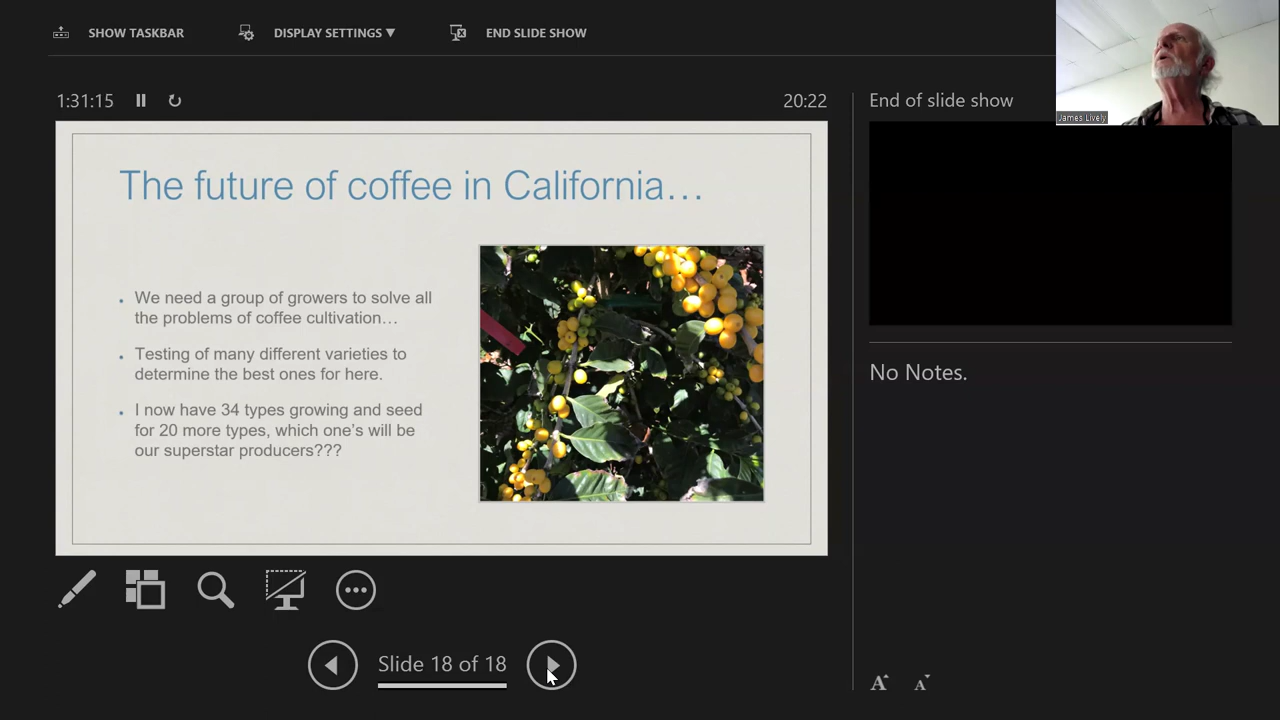 SHOW TASKBAR
DISPLAY SETTINGS ▼
END SLIDE SHOW
James Lively
1:31:15
20:22
End of slide show
The future of coffee in California…
• We need a group of growers to solve all
the problems of coffee cultivation…
• Testing of many different varieties to
determine the best ones for here.
• I now have 34 types growing and seed
for 20 more types, which one's will be
our superstar producers???
No Notes.
Slide 18 of 18
A A